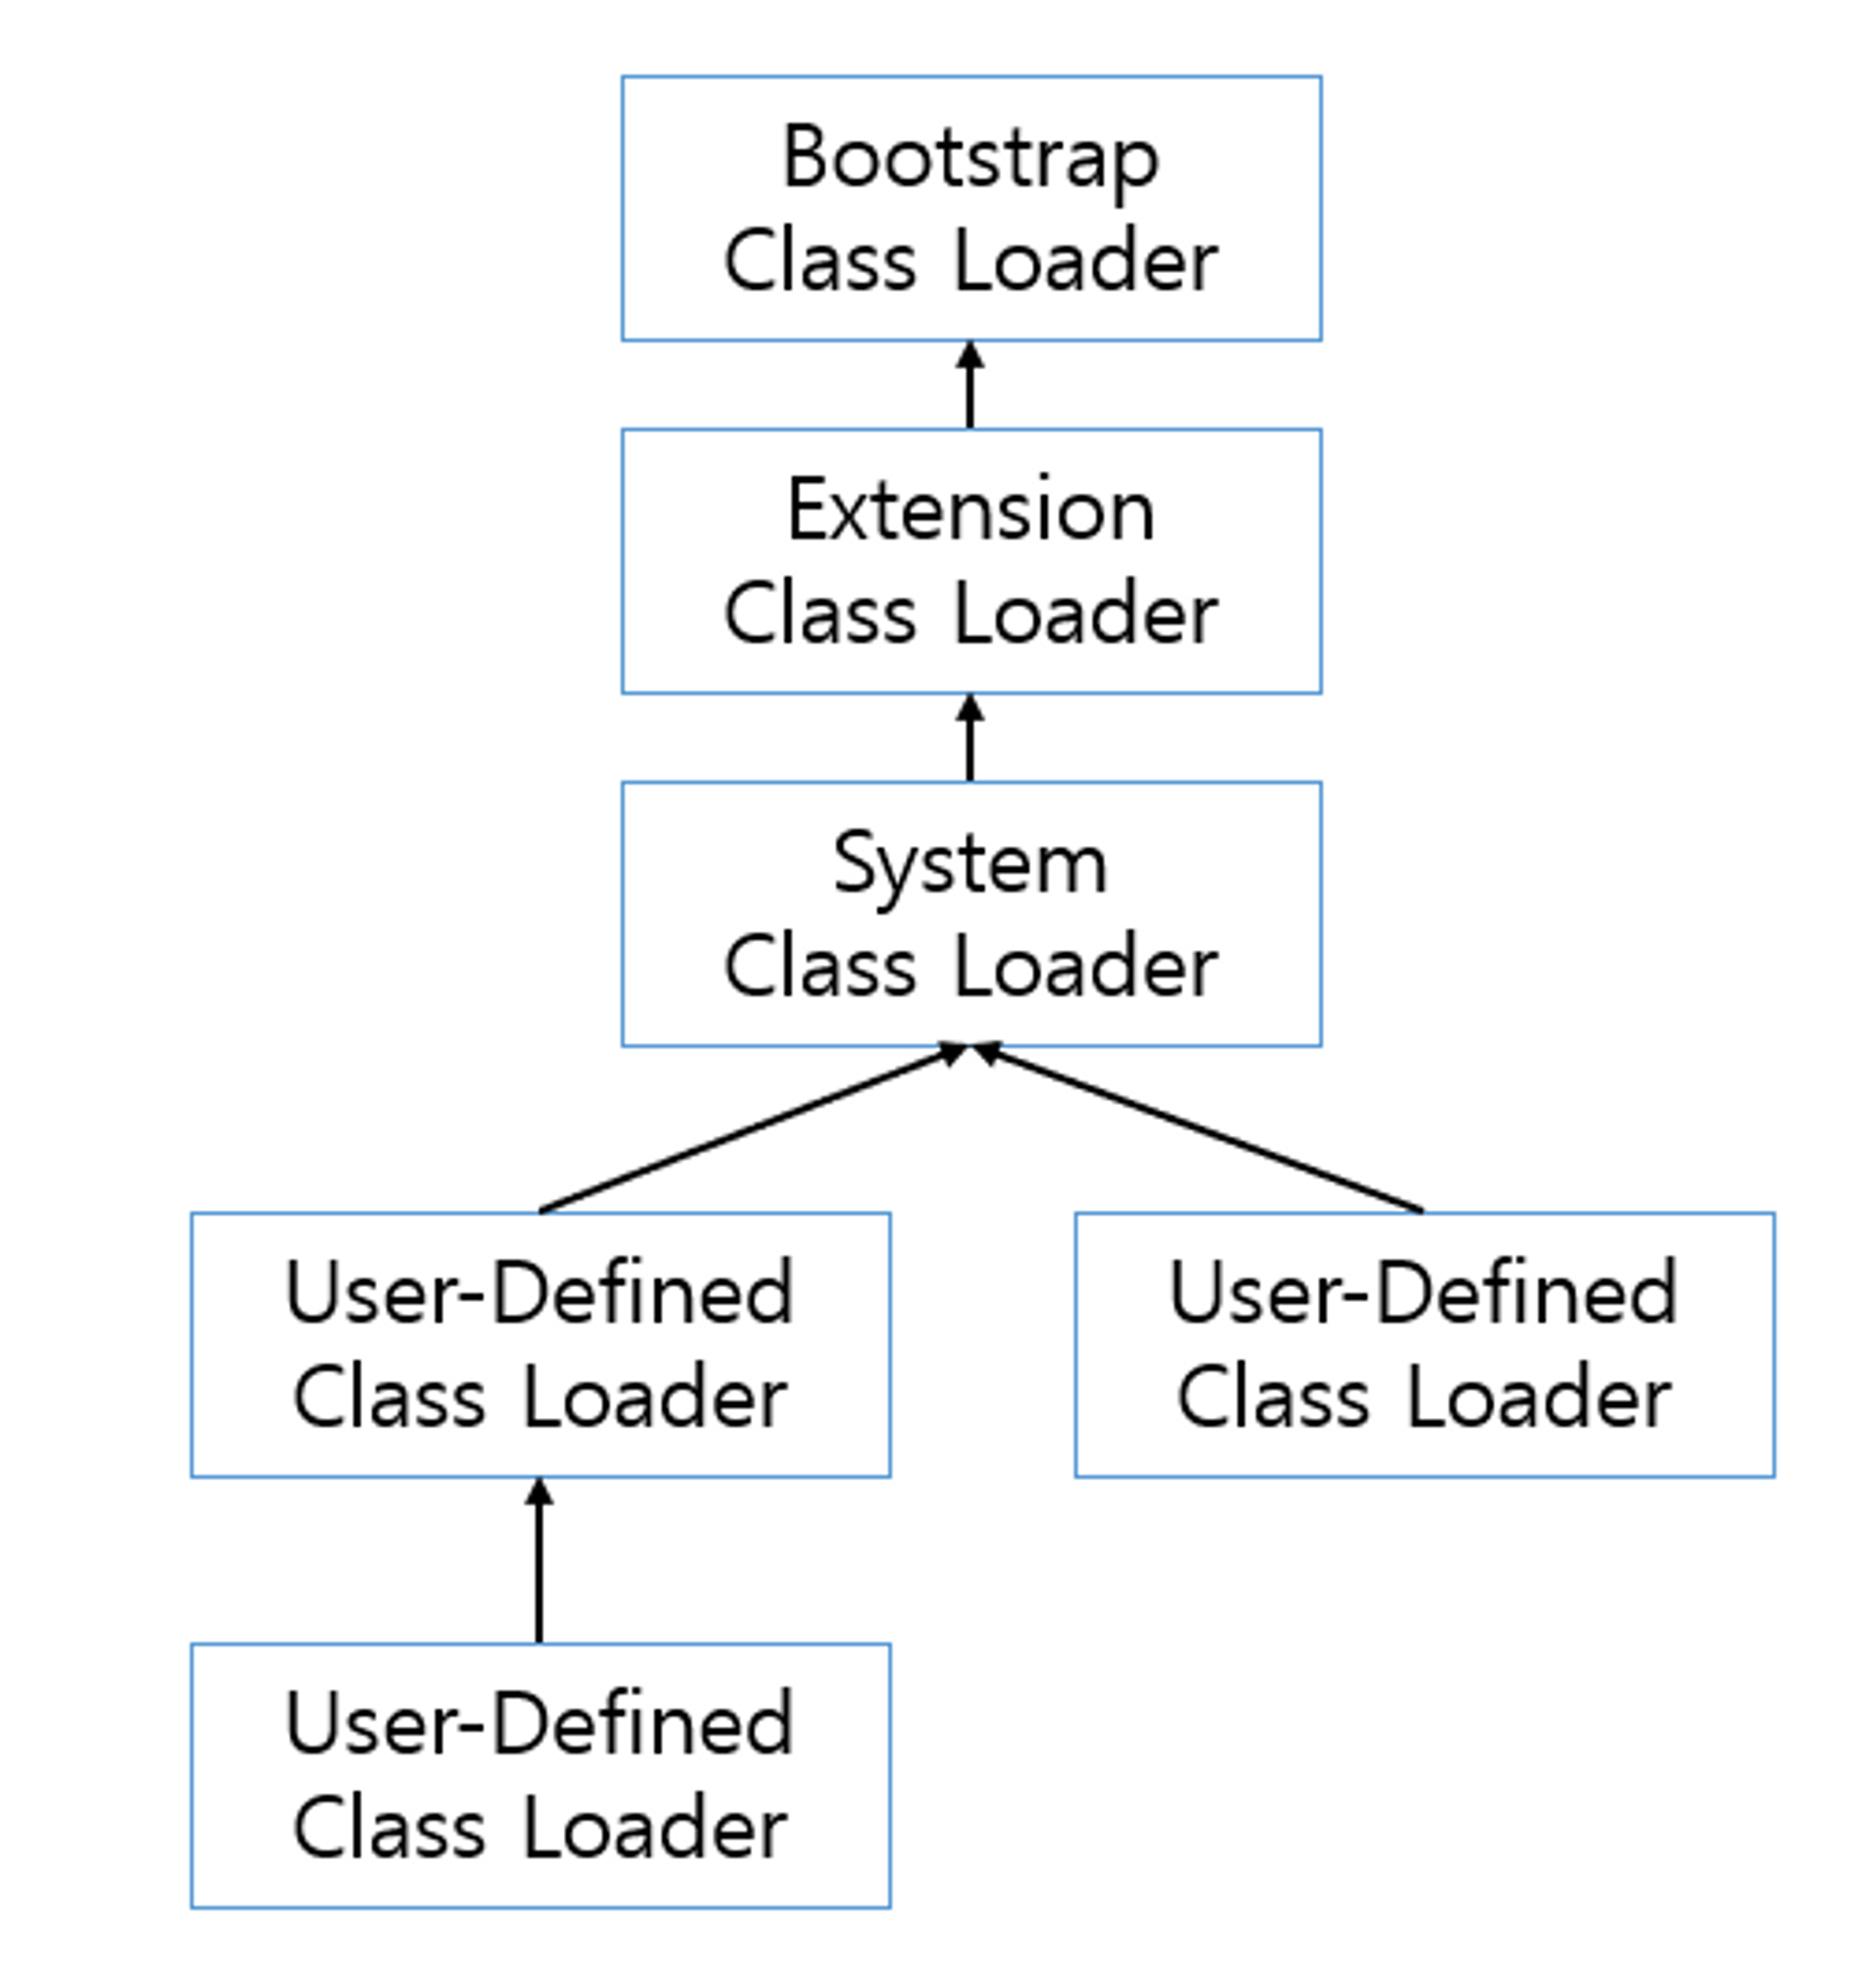 Bootstrap
Class Loader
Extension
Class Loader
System
Class Loader
User-Defined
Class Loader
User-Defined
Class Loader
User-Defined
Class Loader